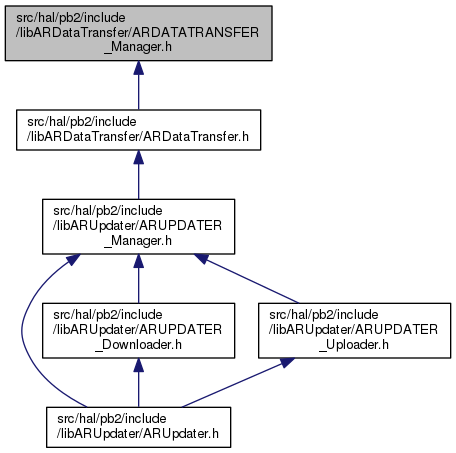 src/hal/pb2/include
/libARDataTransfer/ARDATATRANSFER
_Manager.h
src/hal/pb2/include
/libARDataTransfer/ARDataTransfer.h
src/hal/pb2/include
/libARUpdater/ARUPDATER
_Manager.h
src/hal/pb2/include
/libARUpdater/ARUPDATER
_Downloader.h
src/hal/pb2/include
/libARUpdater/ARUPDATER
_Uploader.h
src/hal/pb2/include
/libARUpdater/ARUpdater.h